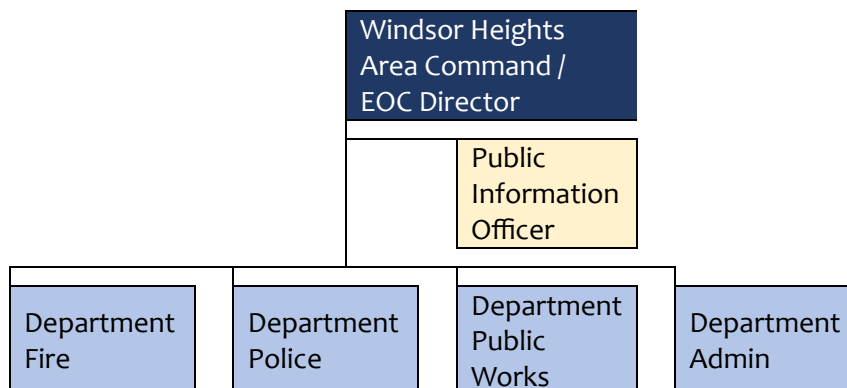 Windsor Heights
Area Command /
EOC Director
Public
Information
Officer
Department
Fire
Department
Police
Department
Public
Works
Department
Admin